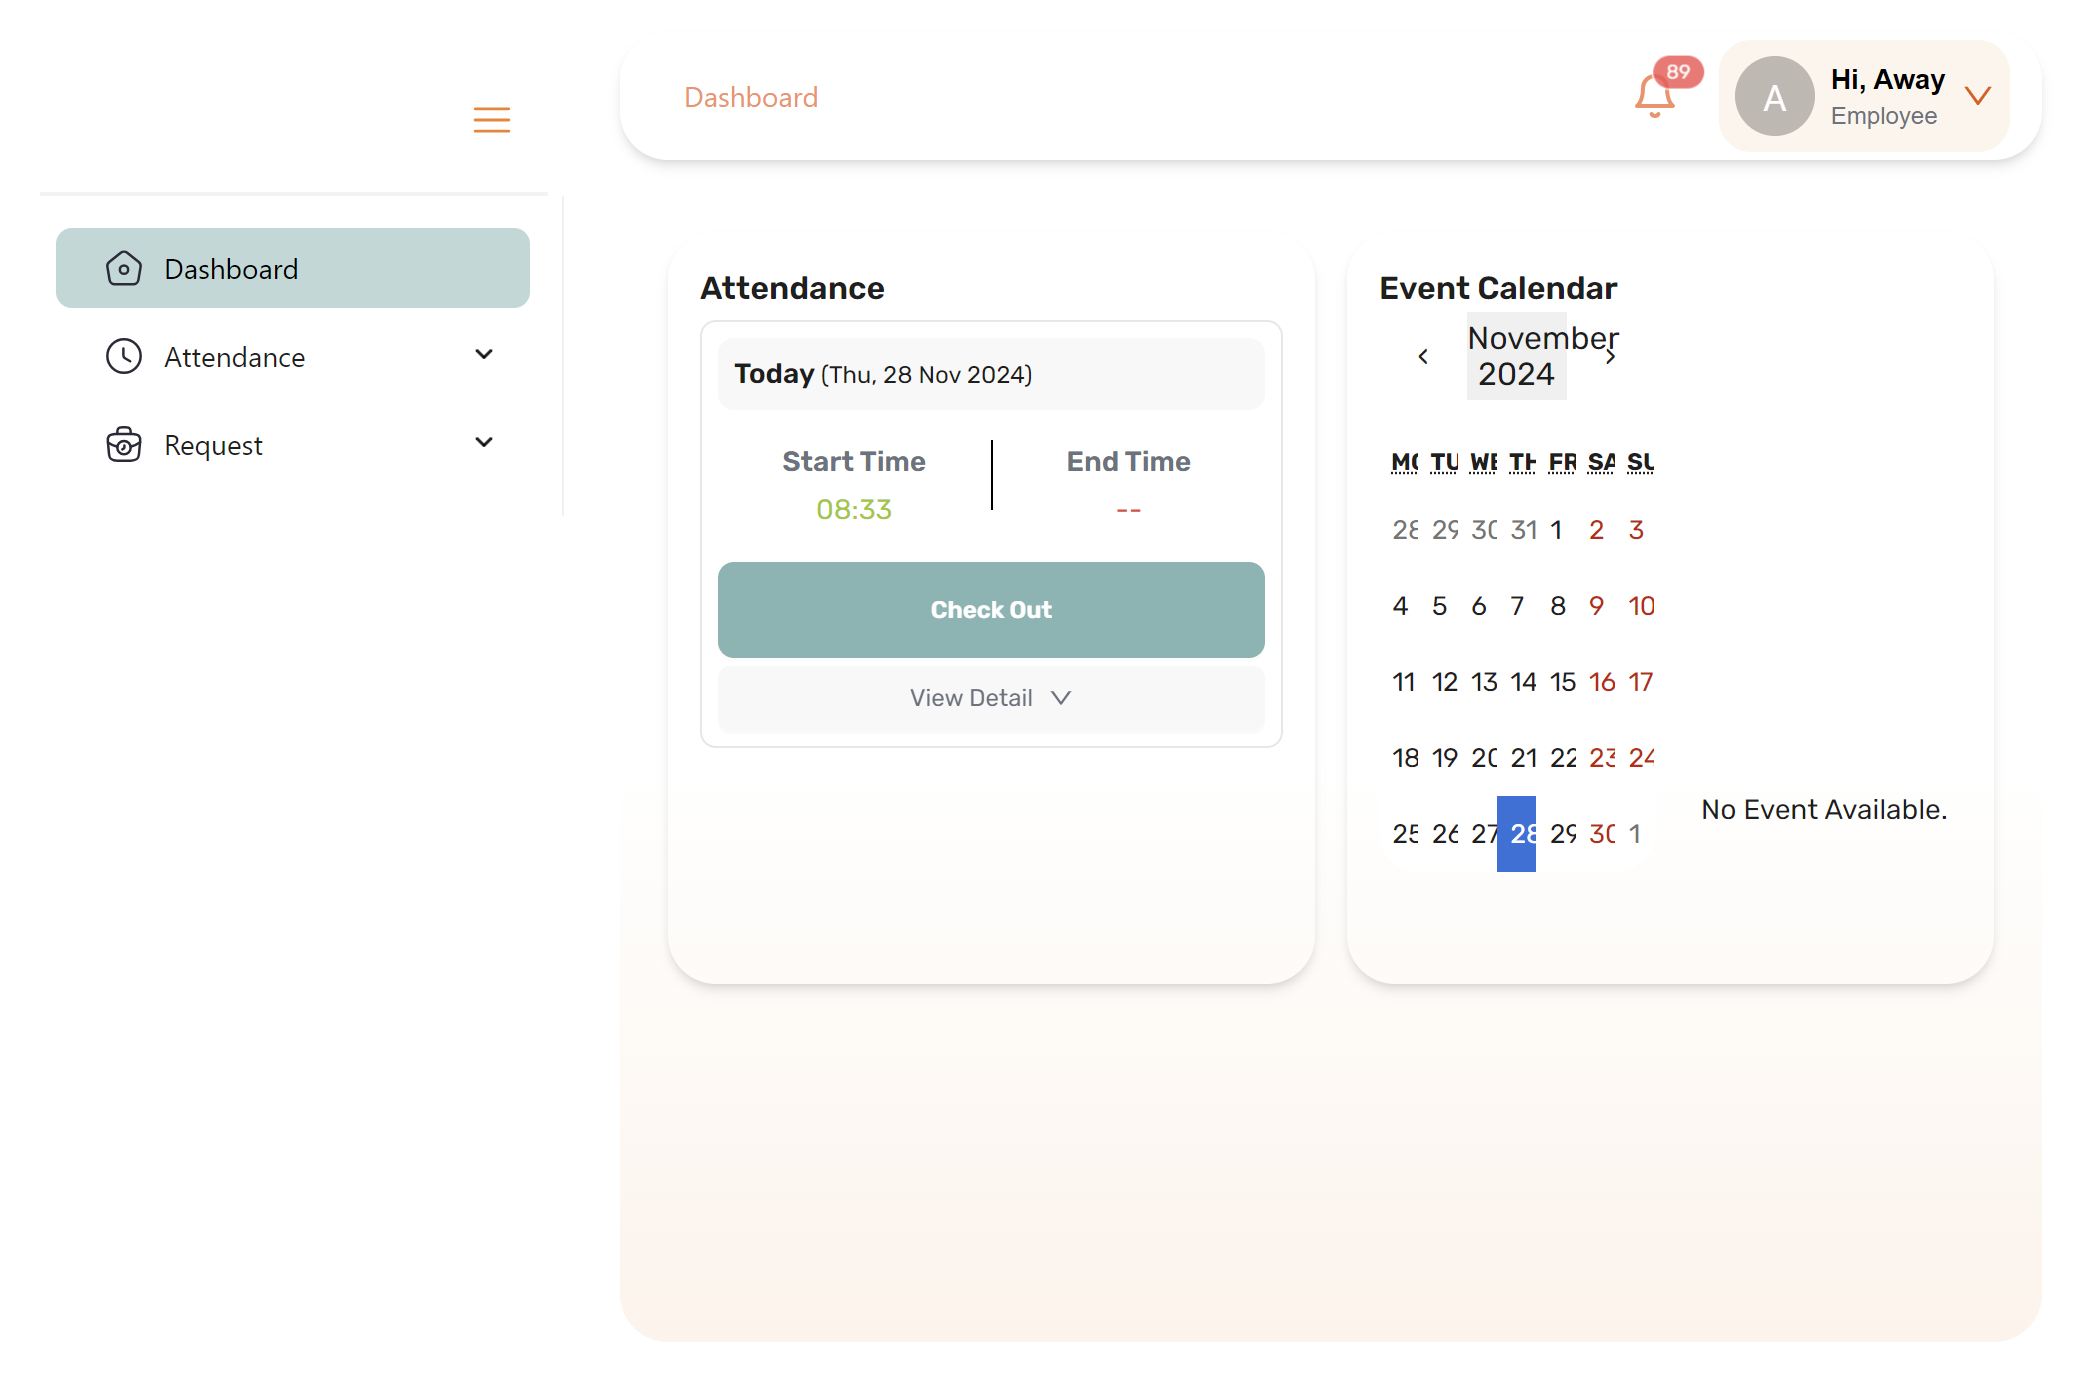 Dashboard
89
A
Hi, Away
Employee
Dashboard
Attendance
Request
Attendance
Today (Thu, 28 Nov 2024)
Start Time
End Time
08:33
--
Check Out
View Detail
Event Calendar
‹ November 2024 ›
MO TU WE TH FR SA SU
28 29 30 31 1 2 3
4 5 6 7 8 9 10
11 12 13 14 15 16 17
18 19 20 21 22 23 24
25 26 27 28 29 30 1
No Event Available.